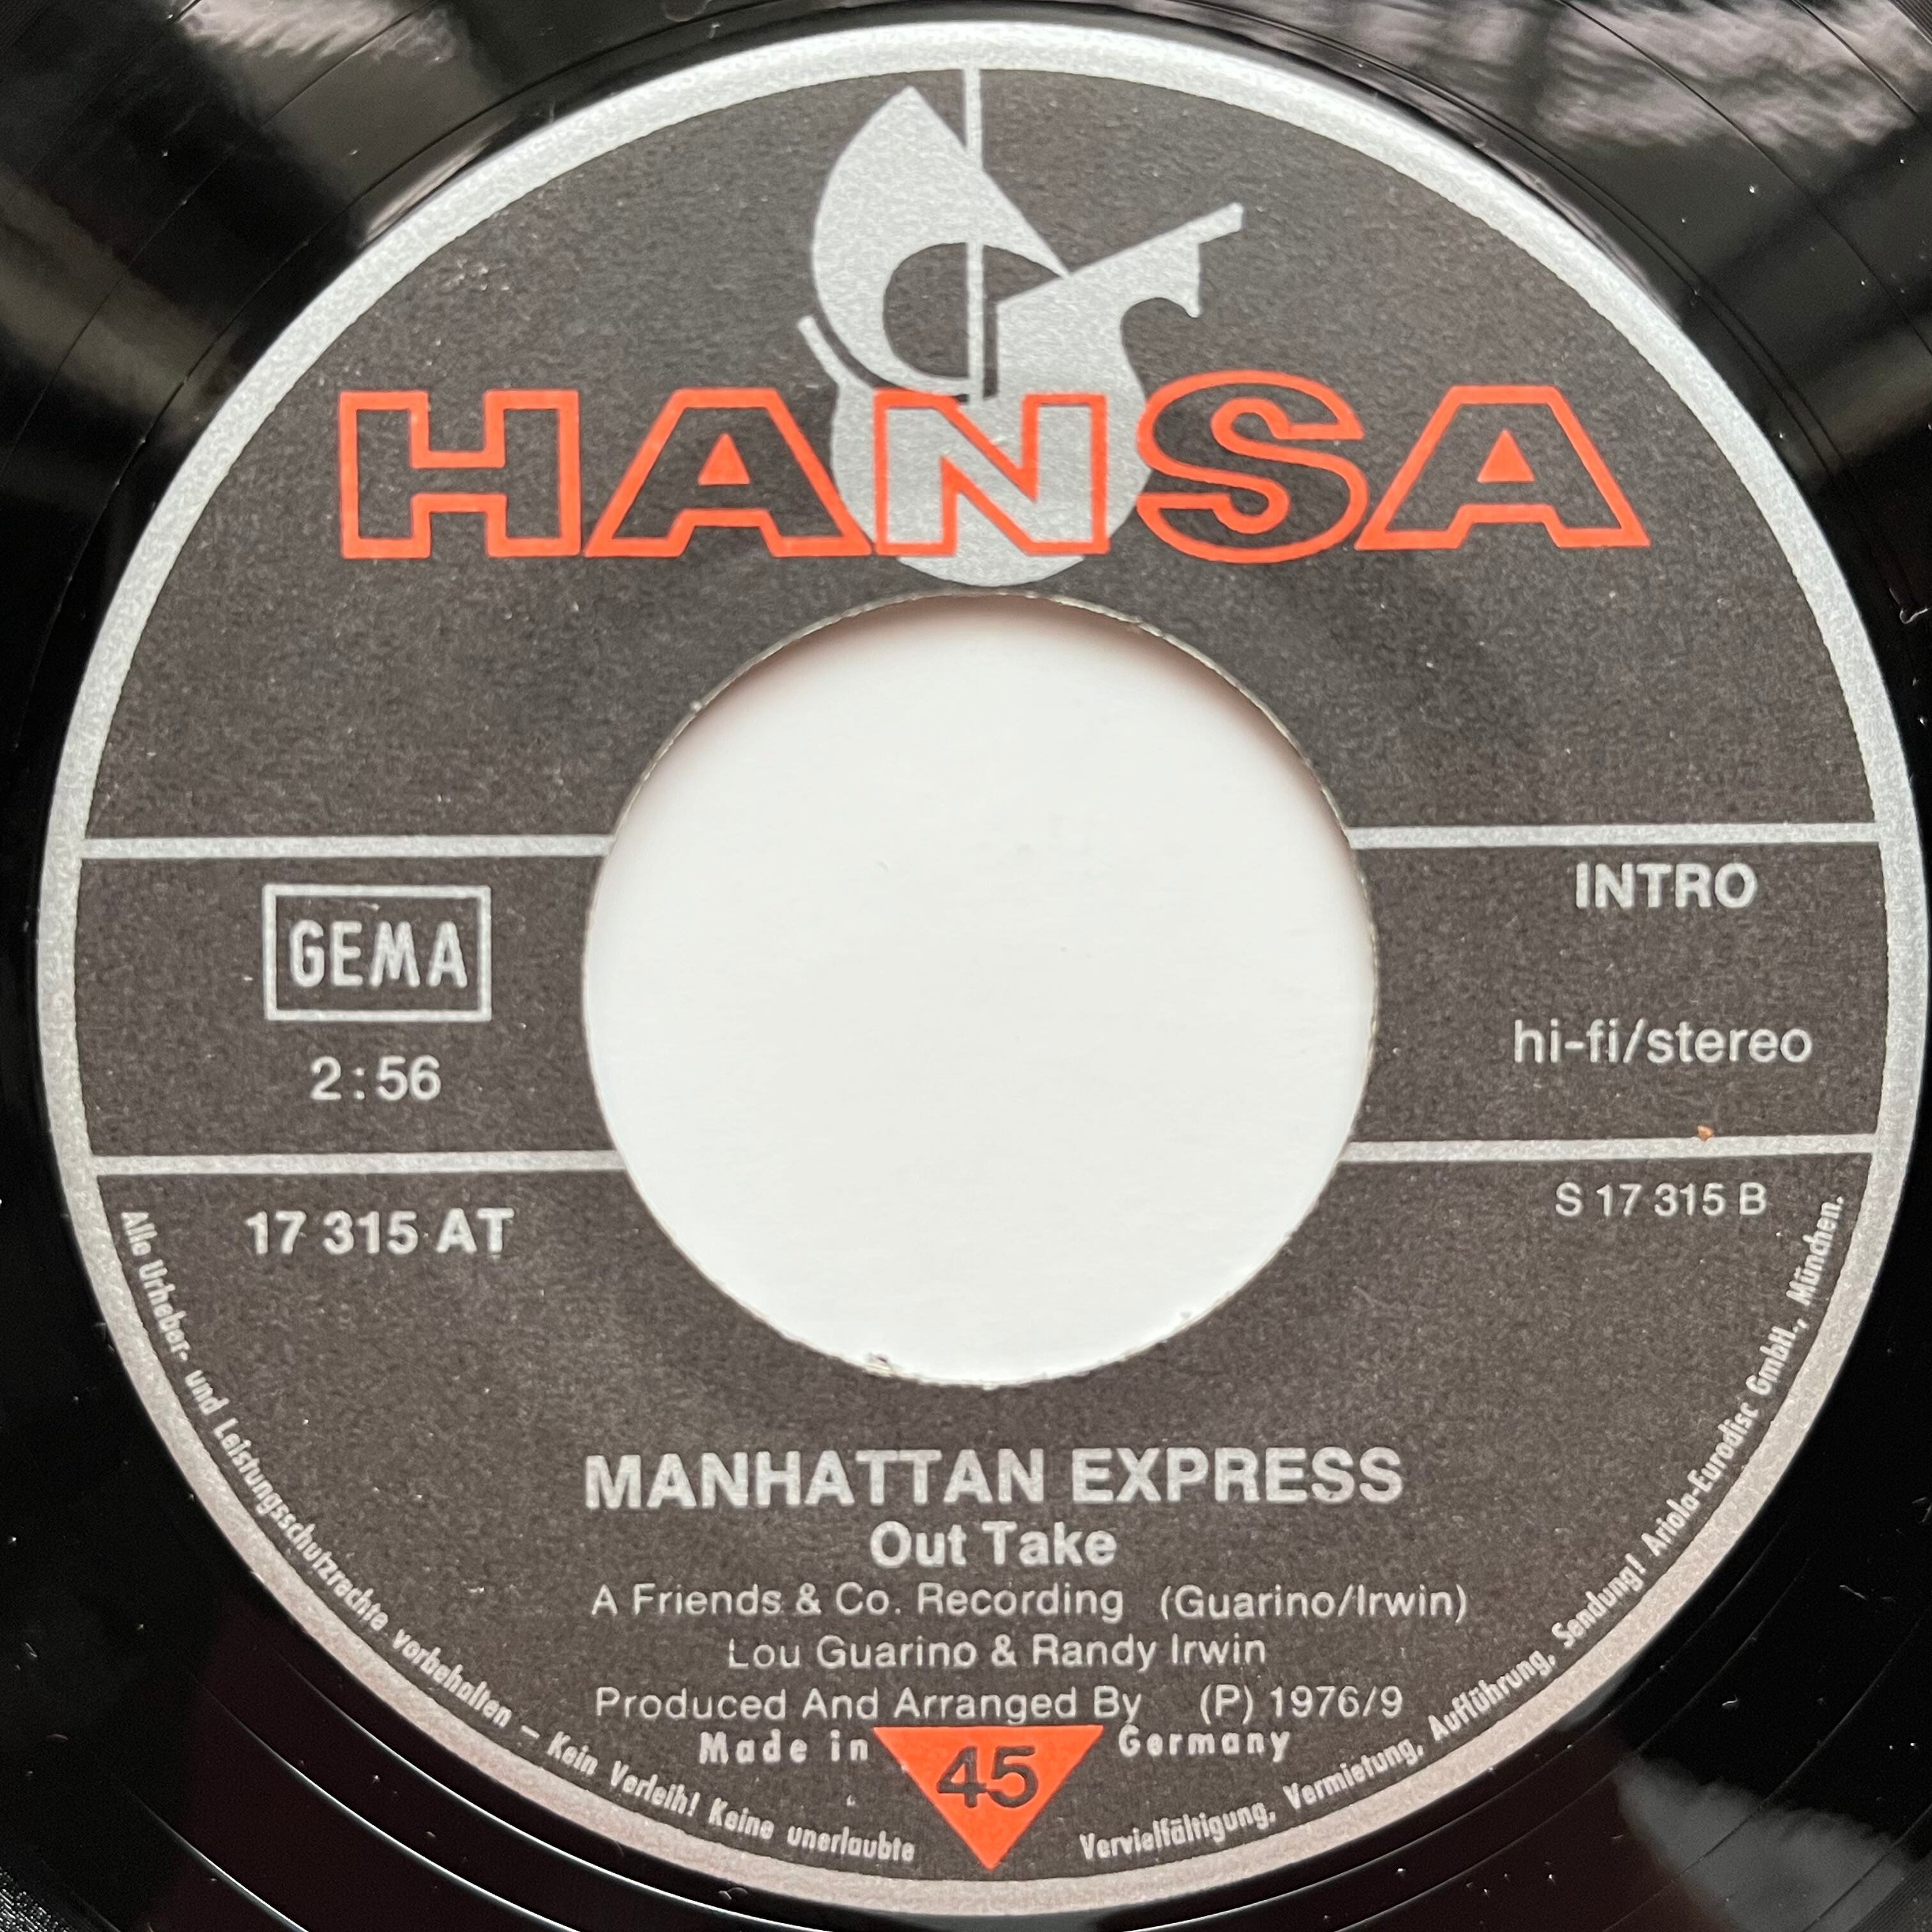 HANSA
GEMA
2:56
INTRO
hi-fi/stereo
17 315 AT
S 17 315 B
MANHATTAN EXPRESS
Out Take
A Friends & Co. Recording (Guarino/Irwin)
Lou Guarino & Randy Irwin
Produced And Arranged By (P) 1976/9
Made in 45 Germany
Alle Urheber- und Leistungsschutzrechte vorbehalten – Kein Verleih! Keine unerlaubte Vervielfältigung, Vermietung, Aufführung, Sendung! Ariola-Eurodisc GmbH., München.